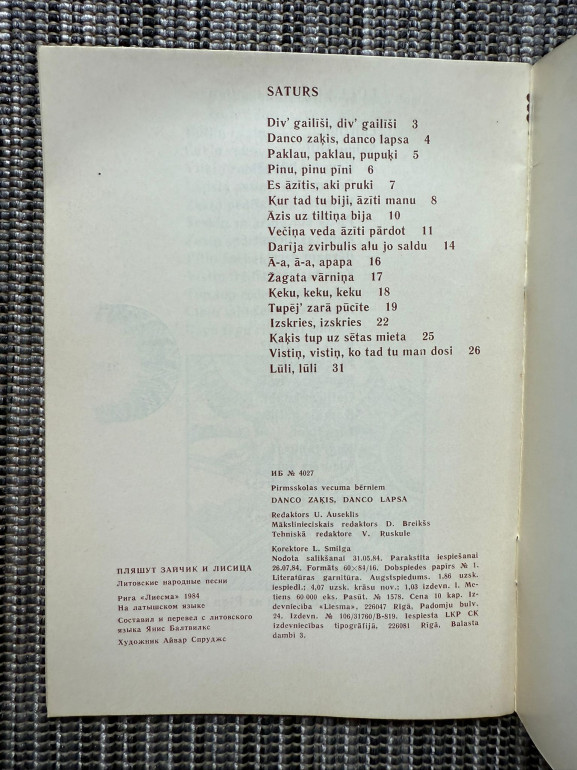 SATURS
Div' gailīši, div' gailīši 3
Danco zaķis, danco lapsa 4
Paklau, paklau, pupuķi 5
Pinu, pinu pīni 6
Es āzītis, aki pruki 7
Kur tad tu biji, āzīti manu 8
Āzis uz tiltiņa bija 10
Večiņa veda āzīti pārdot 11
Darīja zvirbulis alu jo saldu 14
Ā-a, ā-a, apapa 16
Žagata vārniņa 17
Ķeku, ķeku, ķeku 18
Tupēj' zarā pūcīte 19
Izskries, izskries 22
Kaķis tup uz sētas mieta 25
Vistiņ, vistiņ, ko tad tu man dosi 26
Lūli, lūli 31
ИБ № 4027
Pirmsskolas vecuma bērniem
DANCO ZAĶIS, DANCO LAPSA
Redaktors U. Auseklis
Mākslinieciskais redaktors D. Breikšs
Tehniskā redaktore V. Ruskule
Korektore L. Smilga
Nodota salikšanai 31.05.84. Parakstīta iespiešanai
26.07.84. Formāts 60×84/16. Dobspiedes papīrs № 1.
Literatūras garnitūra. Augstspiedums. 1,86 uzsk.
iespiedl.; 4,07 uzsk. krāsu nov.; 1,03 izdevn. l. Me-
tiens 60 000 eks. Pasūt. № 1578. Cena 10 kap. Iz-
devniecība «Liesma», 226047 Rīgā, Padomju bulv.
24. Izdevn. № 106/31760/B-819. Iespiesta LKP CK
izdevniecības tipogrāfijā, 226081 Rīgā, Balasta
dambī 3.
ПЛЯШУТ ЗАЙЧИК И ЛИСИЦА
Литовские народные песни
Рига «Лиесма» 1984
На латышском языке
Составил и перевел с литовского
языка Янис Балтвилкс
Художник Айвар Спруджс